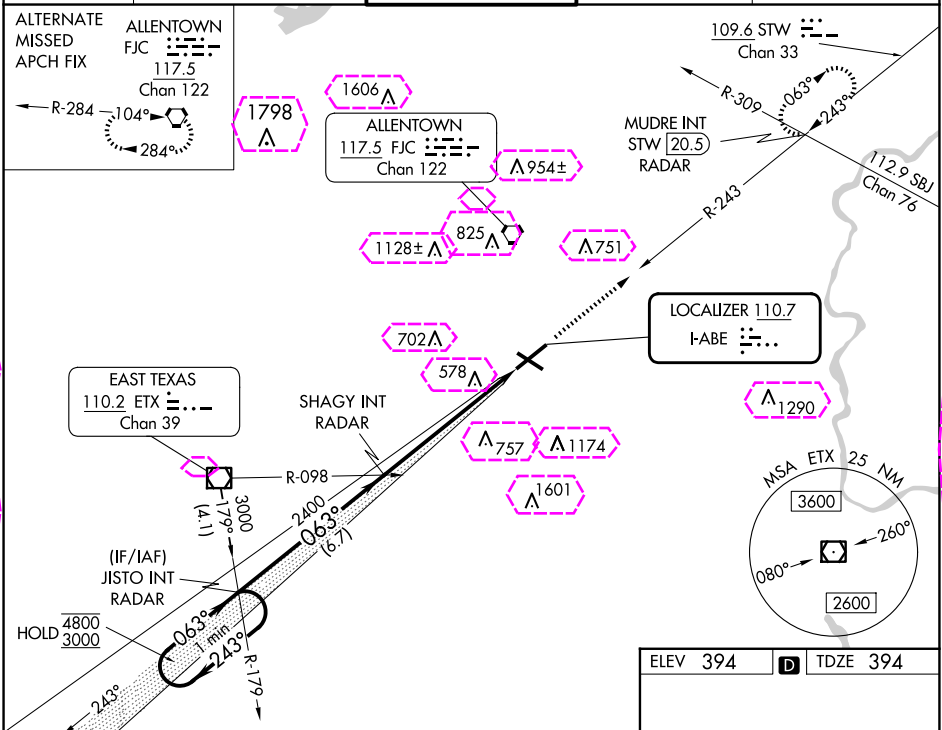 ALTERNATE
MISSED
APCH FIX
ALLENTOWN
FJC
117.5
Chan 122
R-284
104°
284°
1798
1606
ALLENTOWN
117.5 FJC
Chan 122
954±
825
1128±
751
109.6 STW
Chan 33
R-309
063°
243°
MUDRE INT
STW 20.5
RADAR
112.9 SBJ
Chan 76
R-243
LOCALIZER 110.7
I-ABE
702
578
1290
EAST TEXAS
110.2 ETX
Chan 39
SHAGY INT
RADAR
757
1174
1601
R-098
3000
179°
(4.1)
2400
063°
(6.7)
(IF/IAF)
JISTO INT
RADAR
HOLD 4800
3000
063°
1 min
243°
R-179
243°
MSA ETX 25 NM
3600
260°
080°
2600
ELEV 394 D TDZE 394